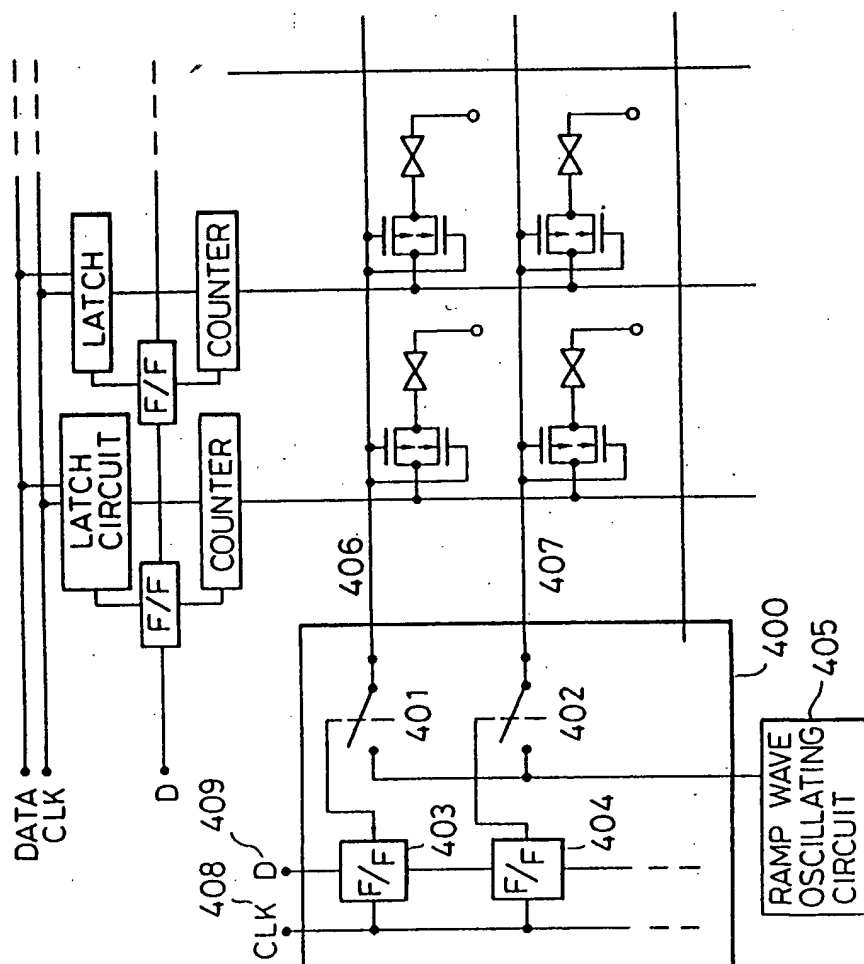 DATA
CLK
D
LATCH
CIRCUIT
LATCH
F/F
F/F
COUNTER
COUNTER
406
407
408
409
CLK
D
401
402
F/F
403
F/F
404
400
405
RAMP WAVE
OSCILLATING
CIRCUIT